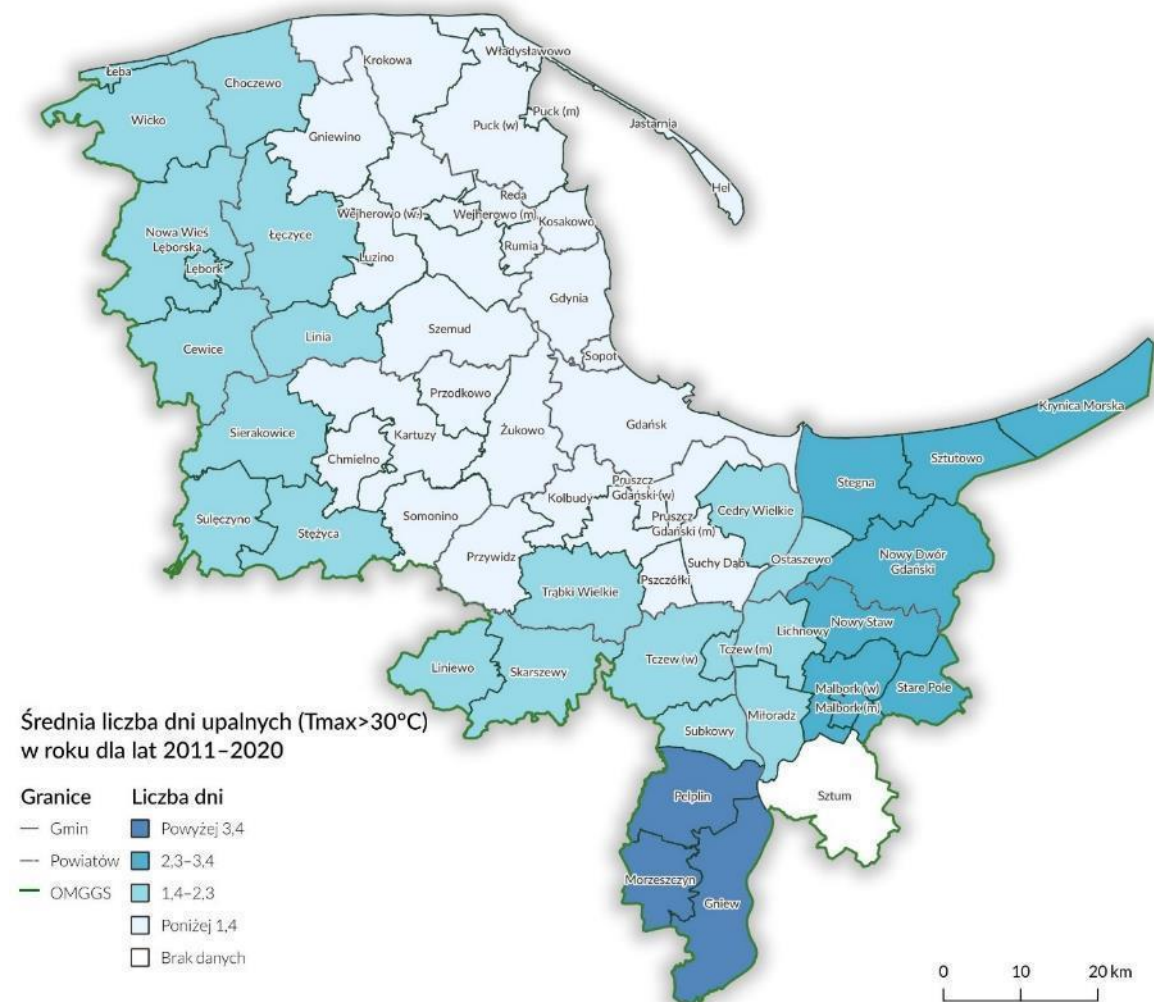 Władysławowo
Krokowa
Łeba
Choczewo
Wicko
Puck (m)
Puck (w)
Jastarnia
Gniewino
Hel
Reda
Wejherowo (w.)
Wejherowo (m)
Kosakowo
Nowa Wieś
Lęborska
Łęczyce
Rumia
Luzino
Lębork
Gdynia
Szemud
Linia
Cewice
Sopot
Przodkowo
Krynica Morska
Gdańsk
Sierakowice
Kartuzy
Żukowo
Chmielno
Sztutowo
Stegna
Pruszcz
Gdański (w)
Kolbudy
Cedry Wielkie
Sulęczyno
Somonino
Pruszcz
Gdański (m)
Stężyca
Przywidz
Suchy Dąb
Ostaszewo
Nowy Dwór
Gdański
Pszczółki
Trąbki Wielkie
Nowy Staw
Lichnowy
Tczew (m)
Tczew (w)
Liniewo
Skarszewy
Malbork (w)
Stare Pole
Malbork (m)
Miłoradz
Subkowy
Pelplin
Sztum
Morzeszczyn
Gniew
Średnia liczba dni upalnych (Tmax>30°C)
w roku dla lat 2011–2020
Granice
Gmin
Powiatów
OMGGS
Liczba dni
Powyżej 3,4
2,3–3,4
1,4–2,3
Poniżej 1,4
Brak danych
0 10 20 km